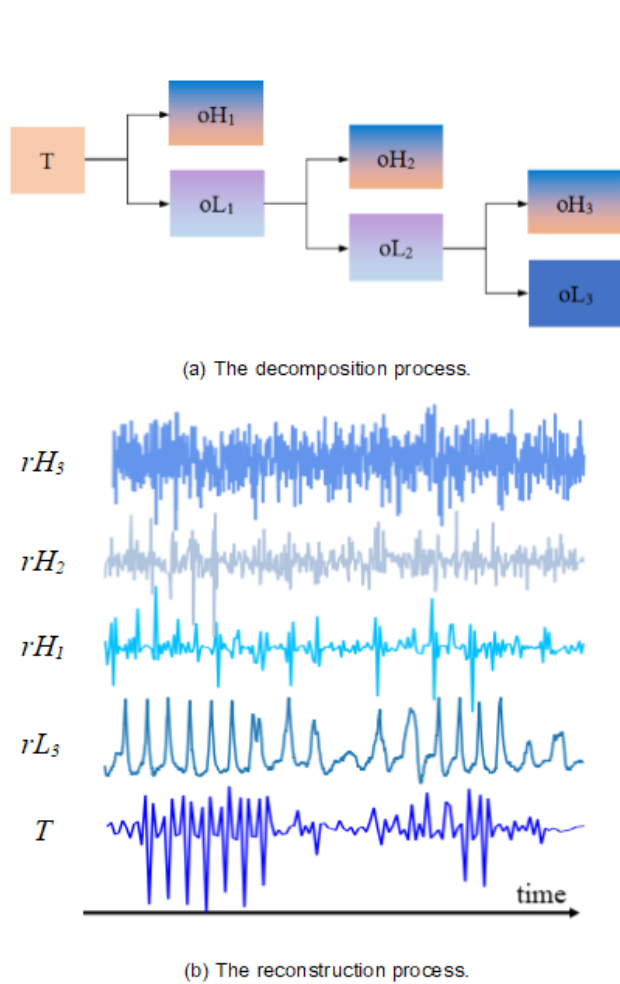 oH₁
T
oH₂
oL₁
oH₃
oL₂
oL₃
(a) The decomposition process.
rH₃
rH₂
rH₁
rL₃
T
time
(b) The reconstruction process.